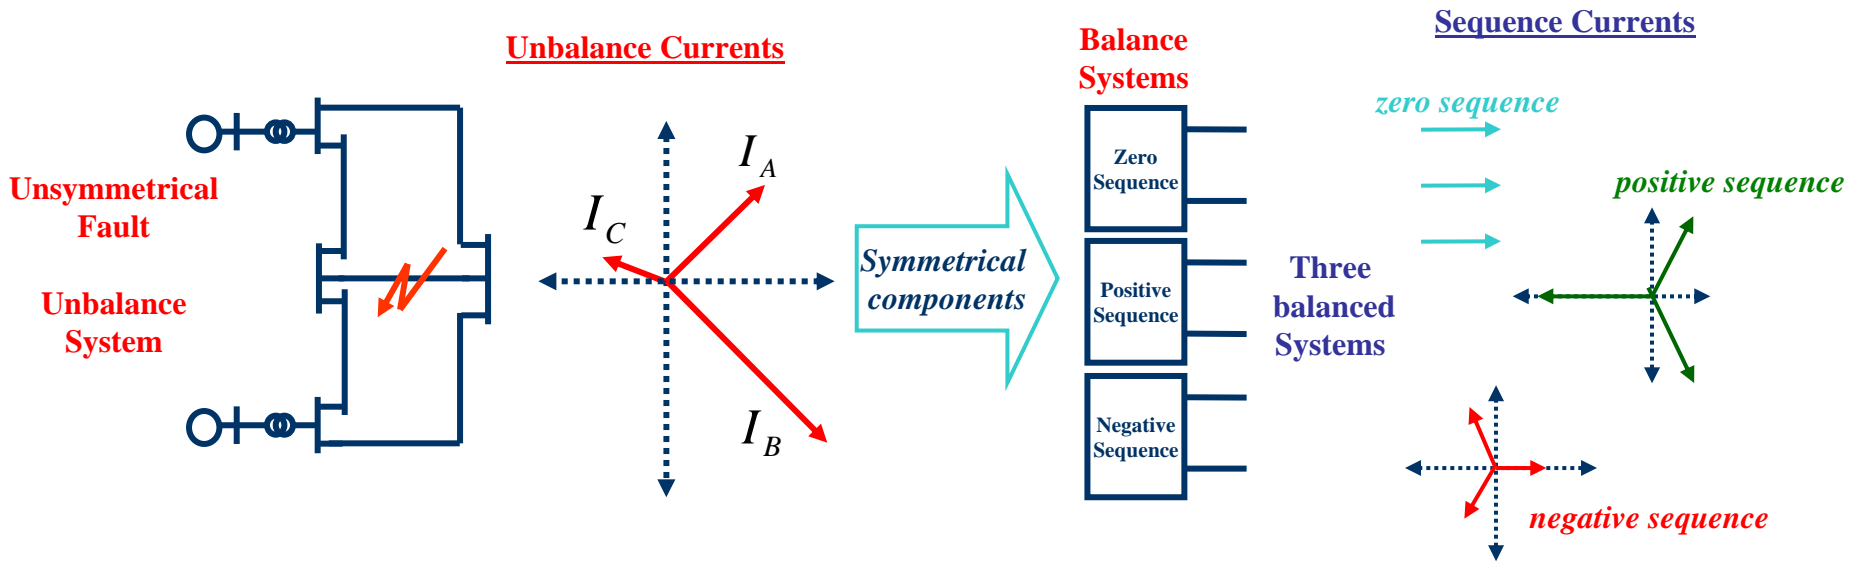 Unbalance Currents
Balance
Systems
Sequence Currents
zero sequence
Unsymmetrical
Fault
Unbalance
System
I A
I C
I B
Symmetrical
components
Zero
Sequence
Positive
Sequence
Negative
Sequence
Three
balanced
Systems
positive sequence
negative sequence